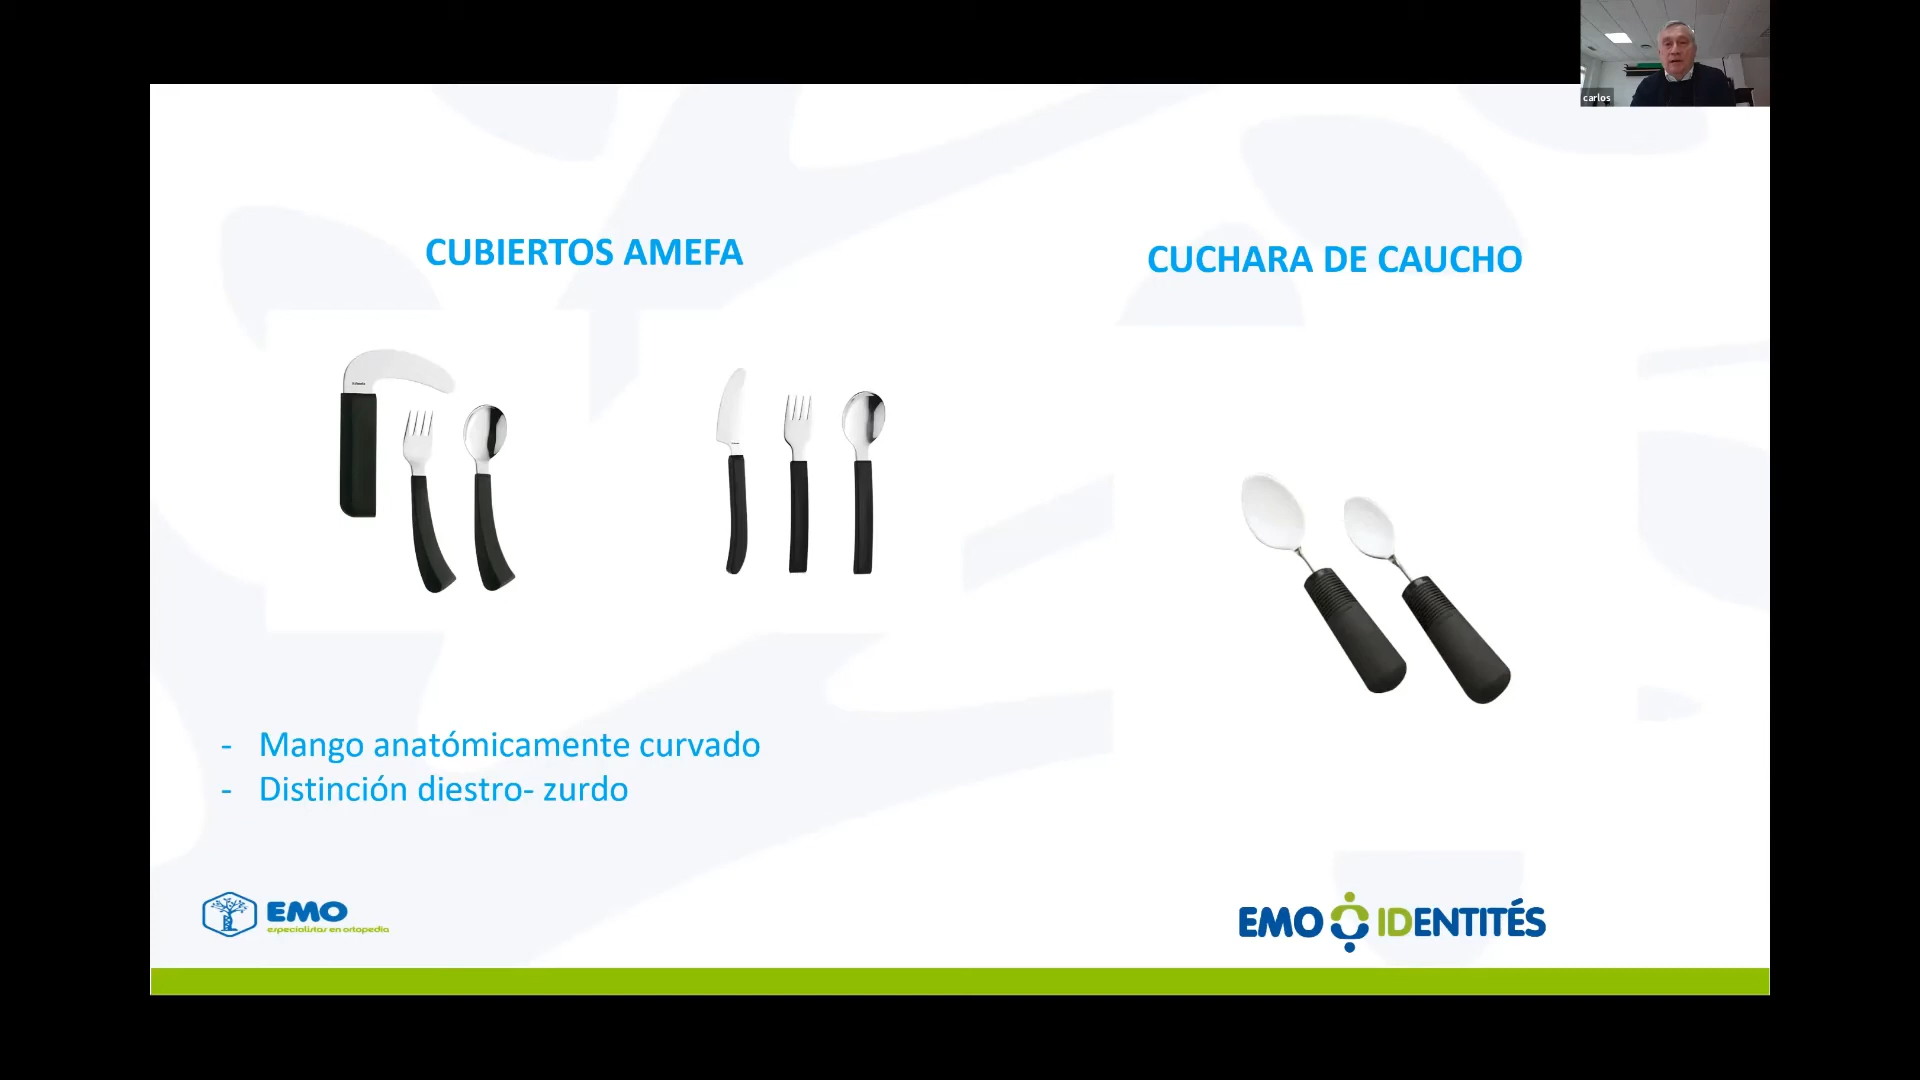 carlos
CUBIERTOS AMEFA
CUCHARA DE CAUCHO
- Mango anatómicamente curvado
- Distinción diestro- zurdo
EMO
especialistas en ortopedia
EMO IDENTITÉS